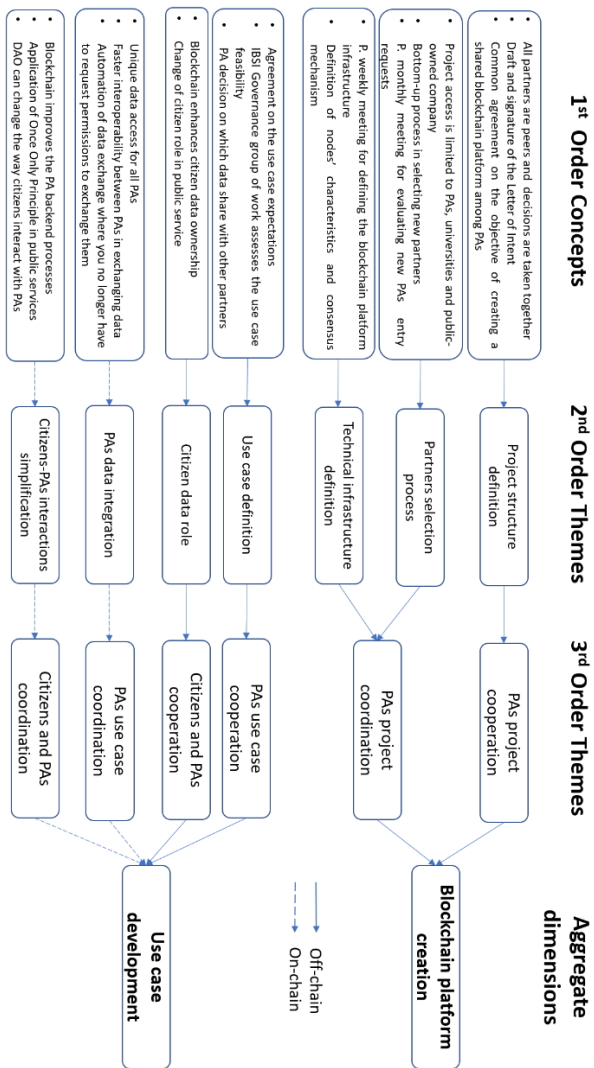 1st Order Concepts
2nd Order Themes
3rd Order Themes
Aggregate
dimensions
• All partners are peers and decisions are taken together
• Draft and signature of the Letter of Intent
• Common agreement on the objective of creating a
shared blockchain platform among PAs
Project structure
definition
PAs project
cooperation
• Project access is limited to PAs, universities and public-
owned company
• Bottom-up process in selecting new partners
• P. monthly meeting for evaluating new PAs entry
requests
Partners selection
process
• P. weekly meeting for defining the blockchain platform
infrastructure
• Definition of nodes' characteristics and consensus
mechanism
Technical infrastructure
definition
PAs project
coordination
Blockchain platform
creation
Off-chain
On-chain
• Agreement on the use case expectations
• IBSI Governance group of work assesses the use case
feasibility
• PA decision on which data share with other partners
Use case definition
PAs use case
cooperation
• Blockchain enhances citizen data ownership
• Change of citizen role in public service
Citizen data role
Citizens and PAs
cooperation
• Unique data access for all PAs
• Faster interoperability between PAs in exchanging data
• Automation of data exchange where you no longer have
to request permissions to exchange them
PAs data integration
PAs use case
coordination
• Blockchain improves the PA backend processes
• Application of Once Only Principle in public services
• DAO can change the way citizens interact with PAs
Citizens-PAs interactions
simplification
Citizens and PAs
coordination
Use case
development